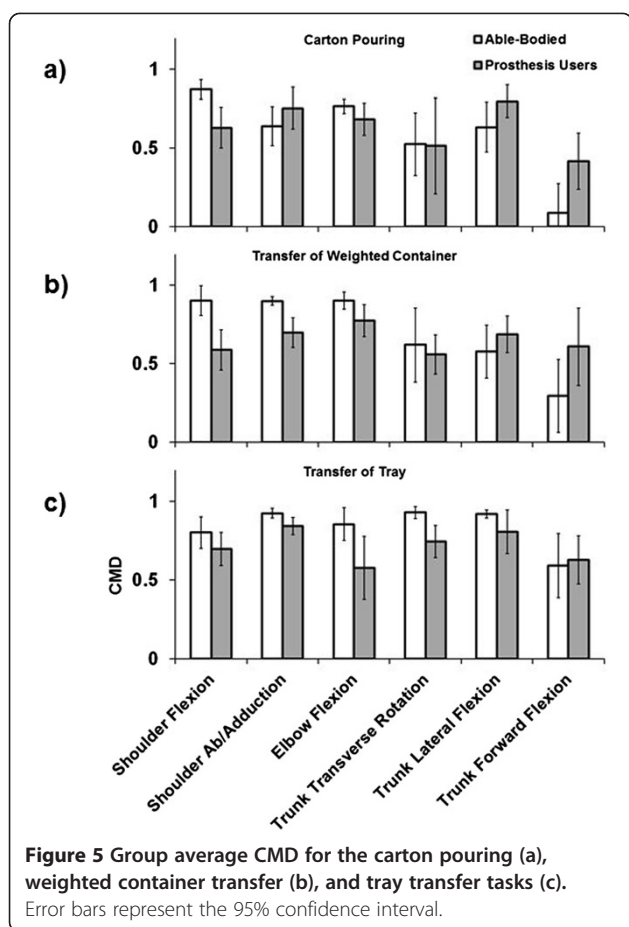 Carton Pouring
Able-Bodied
Prosthesis Users
a)
1
0.5
0
Transfer of Weighted Container
b)
1
0.5
0
Transfer of Tray
c)
1
0.5
0
CMD
Shoulder Flexion
Shoulder Ab/Adduction
Elbow Flexion
Trunk Transverse Rotation
Trunk Lateral Flexion
Trunk Forward Flexion
Figure 5 Group average CMD for the carton pouring (a),
weighted container transfer (b), and tray transfer tasks (c).
Error bars represent the 95% confidence interval.